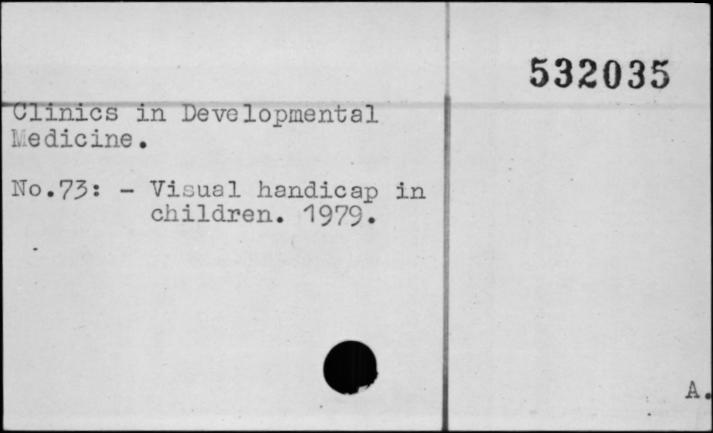 532035
Clinics in Developmental
Medicine.
No.73: - Visual handicap in
children. 1979.
A.